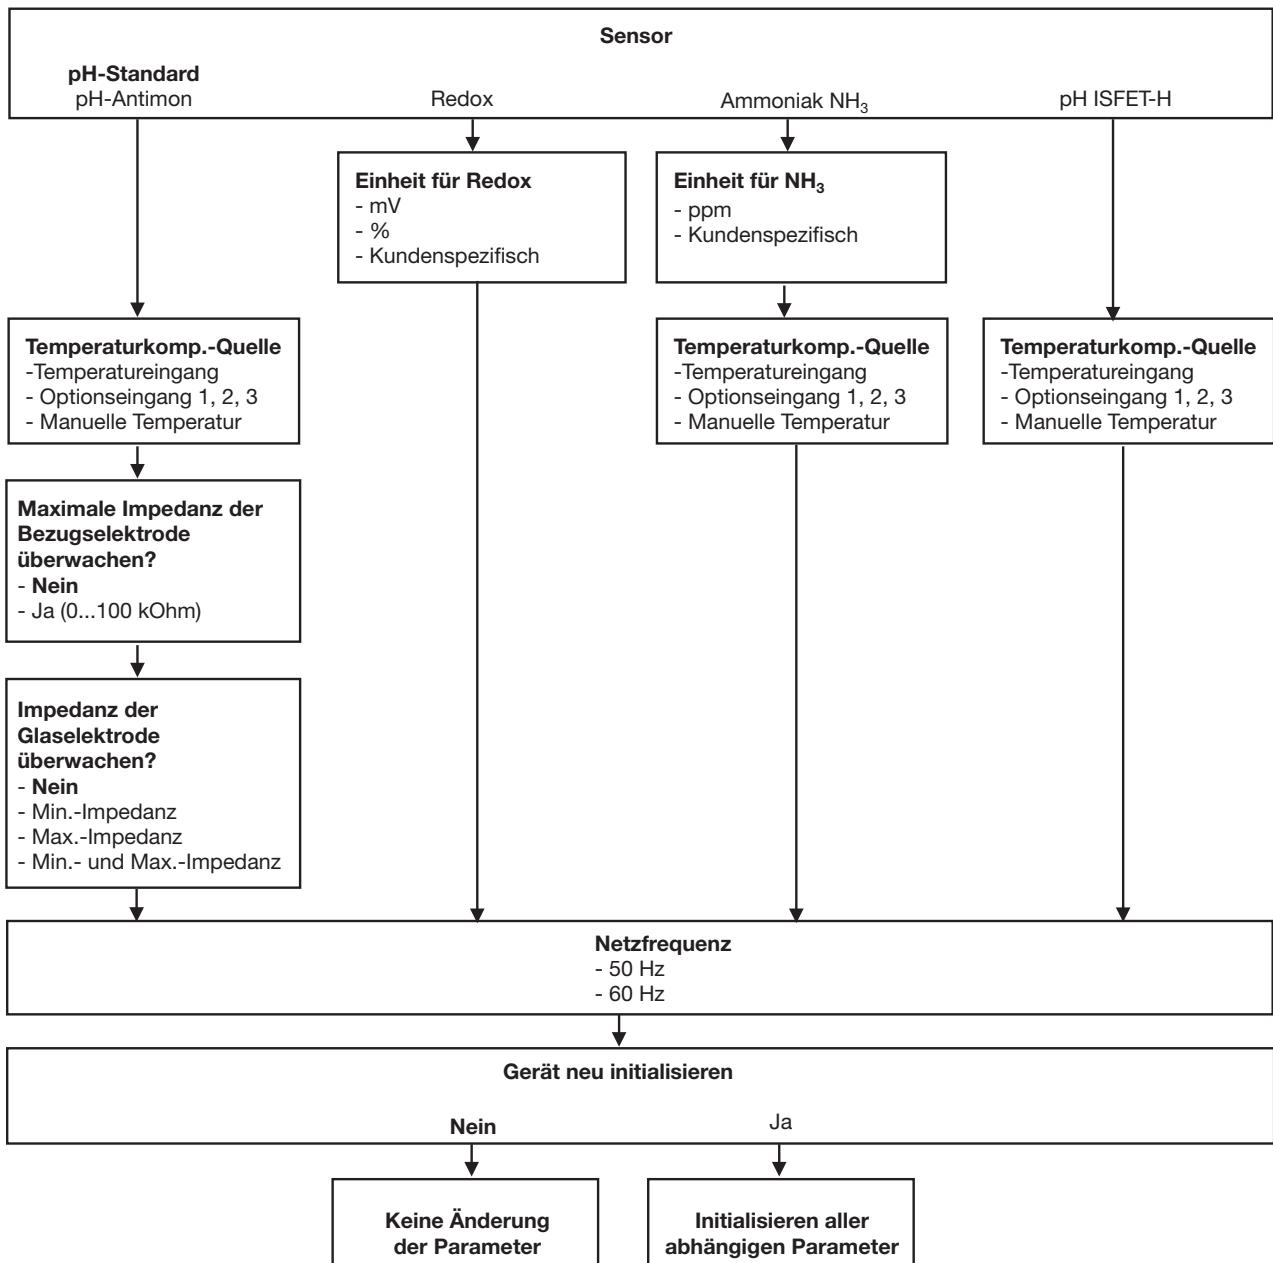 Sensor
pH-Standard
pH-Antimon
Redox
Ammoniak NH₃
pH ISFET-H
Einheit für Redox
- mV
- %
- Kundenspezifisch
Einheit für NH₃
- ppm
- Kundenspezifisch
Temperaturkomp.-Quelle
-Temperatureingang
- Optionseingang 1, 2, 3
- Manuelle Temperatur
Temperaturkomp.-Quelle
-Temperatureingang
- Optionseingang 1, 2, 3
- Manuelle Temperatur
Temperaturkomp.-Quelle
-Temperatureingang
- Optionseingang 1, 2, 3
- Manuelle Temperatur
Maximale Impedanz der
Bezugselektrode
überwachen?
- Nein
- Ja (0...100 kOhm)
Impedanz der
Glaselektrode
überwachen?
- Nein
- Min.-Impedanz
- Max.-Impedanz
- Min.- und Max.-Impedanz
Netzfrequenz
- 50 Hz
- 60 Hz
Gerät neu initialisieren
Nein
Ja
Keine Änderung
der Parameter
Initialisieren aller
abhängigen Parameter